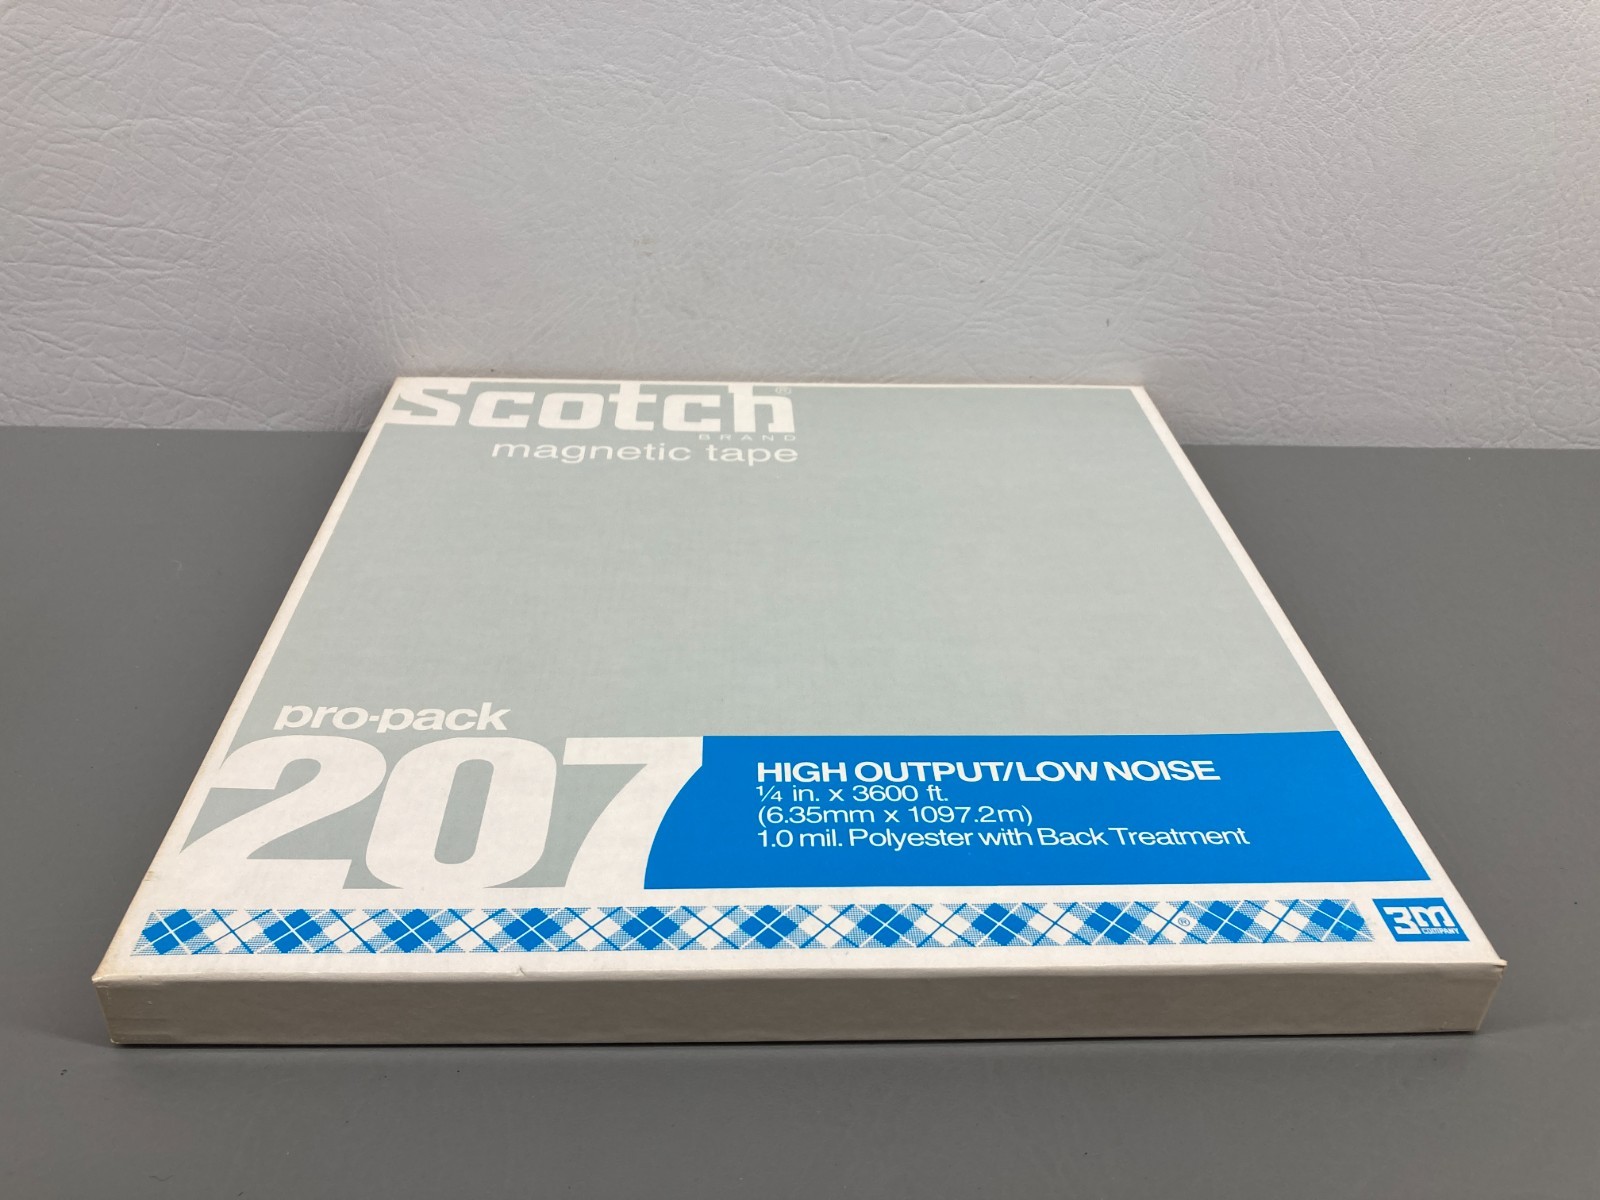 Scotch®
BRAND
magnetic tape
pro-pack
207
HIGH OUTPUT/LOW NOISE
1/4 in. x 3600 ft.
(6.35mm x 1097.2m)
1.0 mil. Polyester with Back Treatment
®
3M
COMPANY